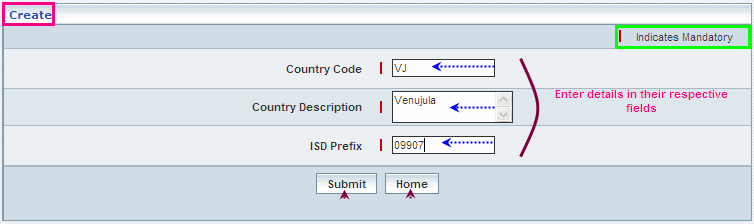 Create
Indicates Mandatory
Country Code VJ
Country Description Venujula
Enter details in their respective
fields
ISD Prefix 09907
Submit Home